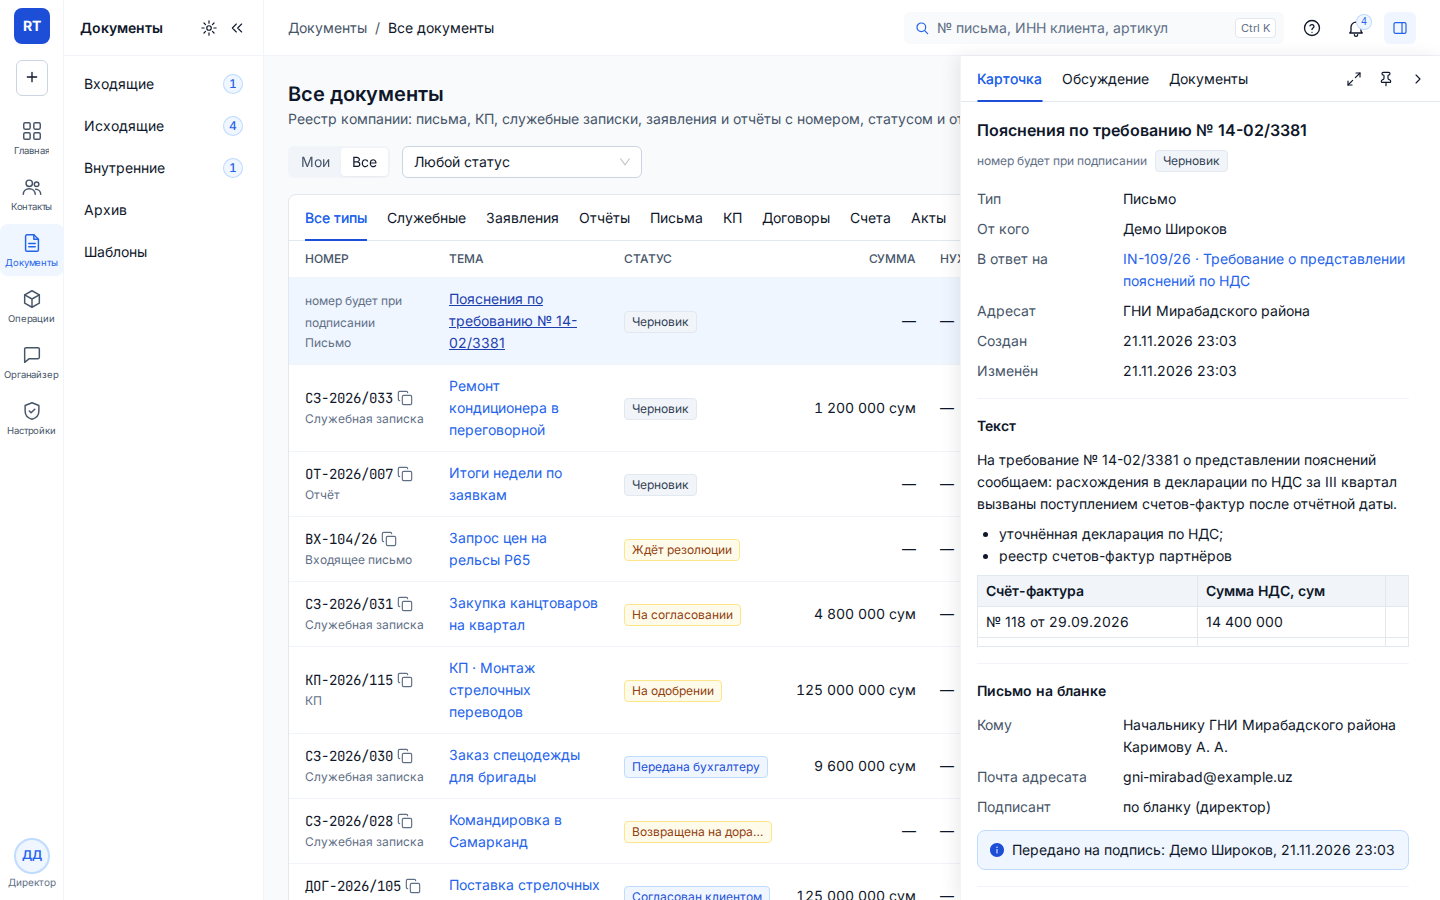 RT
Главная
Контакты
Документы
Операции
Органайзер
Настройки
ДД
Директор
Документы
Входящие 1
Исходящие 4
Внутренние 1
Архив
Шаблоны
Документы / Все документы
№ письма, ИНН клиента, артикул Ctrl K
4
Все документы
Реестр компании: письма, КП, служебные записки, заявления и отчёты с номером, статусом и от
Мои Все Любой статус
Все типы Служебные Заявления Отчёты Письма КП Договоры Счета Акты
НОМЕР ТЕМА СТАТУС СУММА НУЖ
номер будет при подписании
Письмо
Пояснения по
требованию № 14-
02/3381
Черновик — —
СЗ-2026/033
Служебная записка
Ремонт
кондиционера в
переговорной
Черновик 1 200 000 сум —
ОТ-2026/007
Отчёт
Итоги недели по
заявкам
Черновик — —
ВХ-104/26
Входящее письмо
Запрос цен на
рельсы Р65
Ждёт резолюции — —
СЗ-2026/031
Служебная записка
Закупка канцтоваров
на квартал
На согласовании 4 800 000 сум —
КП-2026/115
КП
КП · Монтаж
стрелочных
переводов
На одобрении 125 000 000 сум —
СЗ-2026/030
Служебная записка
Заказ спецодежды
для бригады
Передана бухгалтеру 9 600 000 сум —
СЗ-2026/028
Служебная записка
Командировка в
Самарканд
Возвращена на дора... — —
ДОГ-2026/105
Поставка стрелочных
Согласован клиентом 125 000 000 сум —
Карточка Обсуждение Документы
Пояснения по требованию № 14-02/3381
номер будет при подписании Черновик
Тип Письмо
От кого Демо Широков
В ответ на IN-109/26 · Требование о представлении
пояснений по НДС
Адресат ГНИ Мирабадского района
Создан 21.11.2026 23:03
Изменён 21.11.2026 23:03
Текст
На требование № 14-02/3381 о представлении пояснений
сообщаем: расхождения в декларации по НДС за III квартал
вызваны поступлением счетов-фактур после отчётной даты.
• уточнённая декларация по НДС;
• реестр счетов-фактур партнёров
Счёт-фактура Сумма НДС, сум
№ 118 от 29.09.2026 14 400 000
Письмо на бланке
Кому Начальнику ГНИ Мирабадского района
Каримову А. А.
Почта адресата gni-mirabad@example.uz
Подписант по бланку (директор)
Передано на подпись: Демо Широков, 21.11.2026 23:03